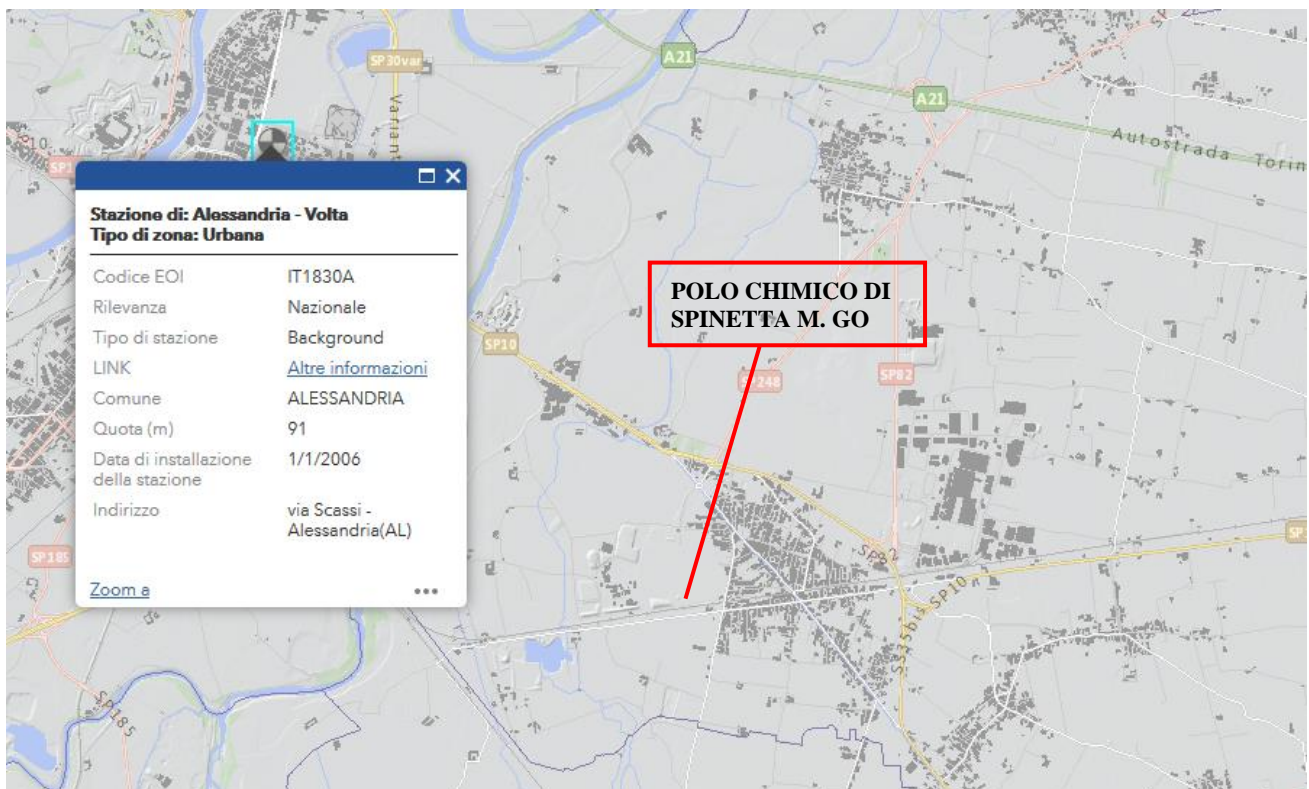 SP30var
A21
A21
Variant
Autostrada Torin
SP10
Stazione di: Alessandria - Volta
Tipo di zona: Urbana
Codice EOI IT1830A
Rilevanza Nazionale
Tipo di stazione Background
LINK Altre informazioni
Comune ALESSANDRIA
Quota (m) 91
Data di installazione 1/1/2006
della stazione
Indirizzo via Scassi -
Alessandria(AL)
Zoom a
POLO CHIMICO DI
SPINETTA M. GO
SP10
SP82
SP185
SP10
SP185